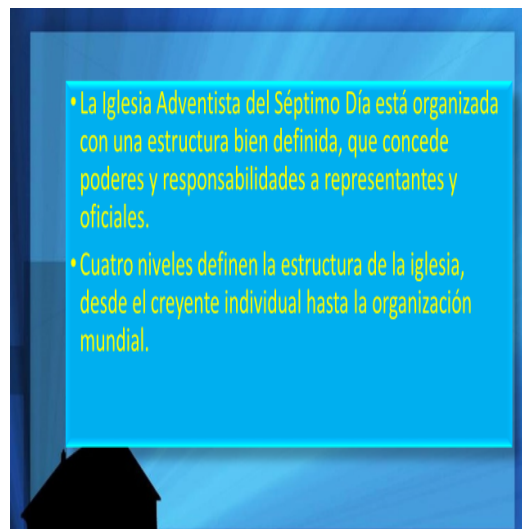 • La Iglesia Adventista del Séptimo Día está organizada
con una estructura bien definida, que concede
poderes y responsabilidades a representantes y
oficiales.
• Cuatro niveles definen la estructura de la iglesia,
desde el creyente individual hasta la organización
mundial.